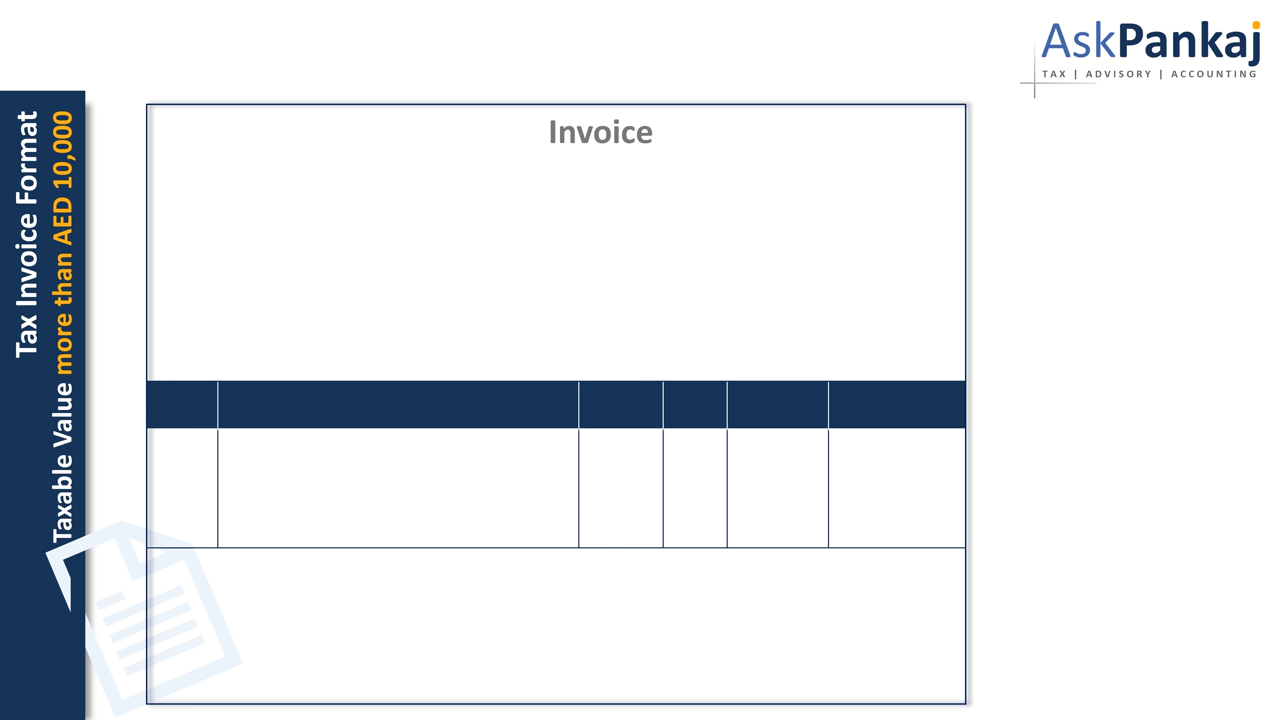 AskPankaj
TAX | ADVISORY | ACCOUNTING
Tax Invoice Format
Taxable Value more than AED 10,000
Invoice